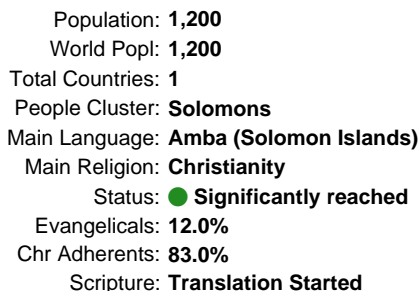 Population: 1,200
World Popl: 1,200
Total Countries: 1
People Cluster: Solomons
Main Language: Amba (Solomon Islands)
Main Religion: Christianity
Status: Significantly reached
Evangelicals: 12.0%
Chr Adherents: 83.0%
Scripture: Translation Started